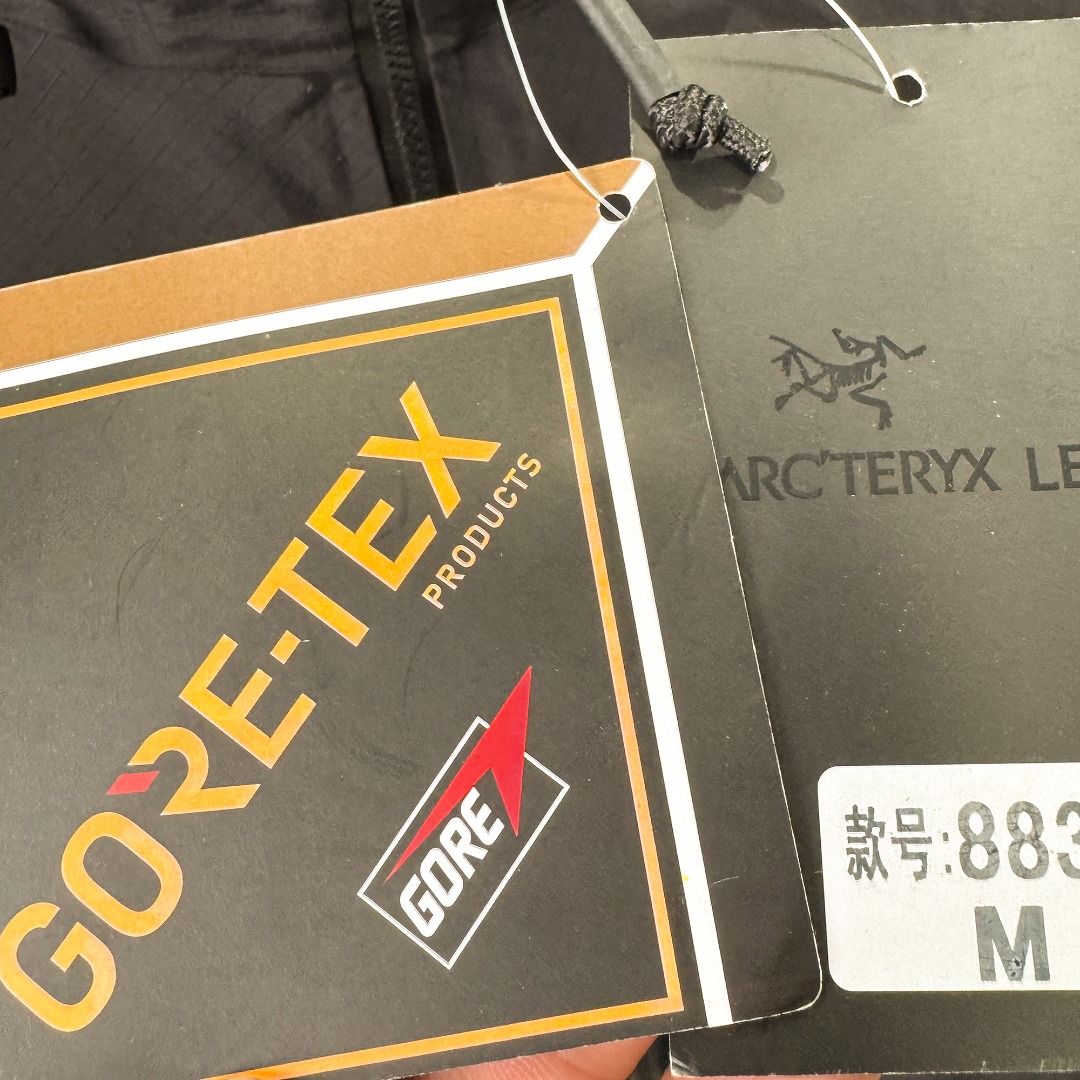 GORE-TEX
PRODUCTS
GORE
ARC'TERYX LE
款号:883
M